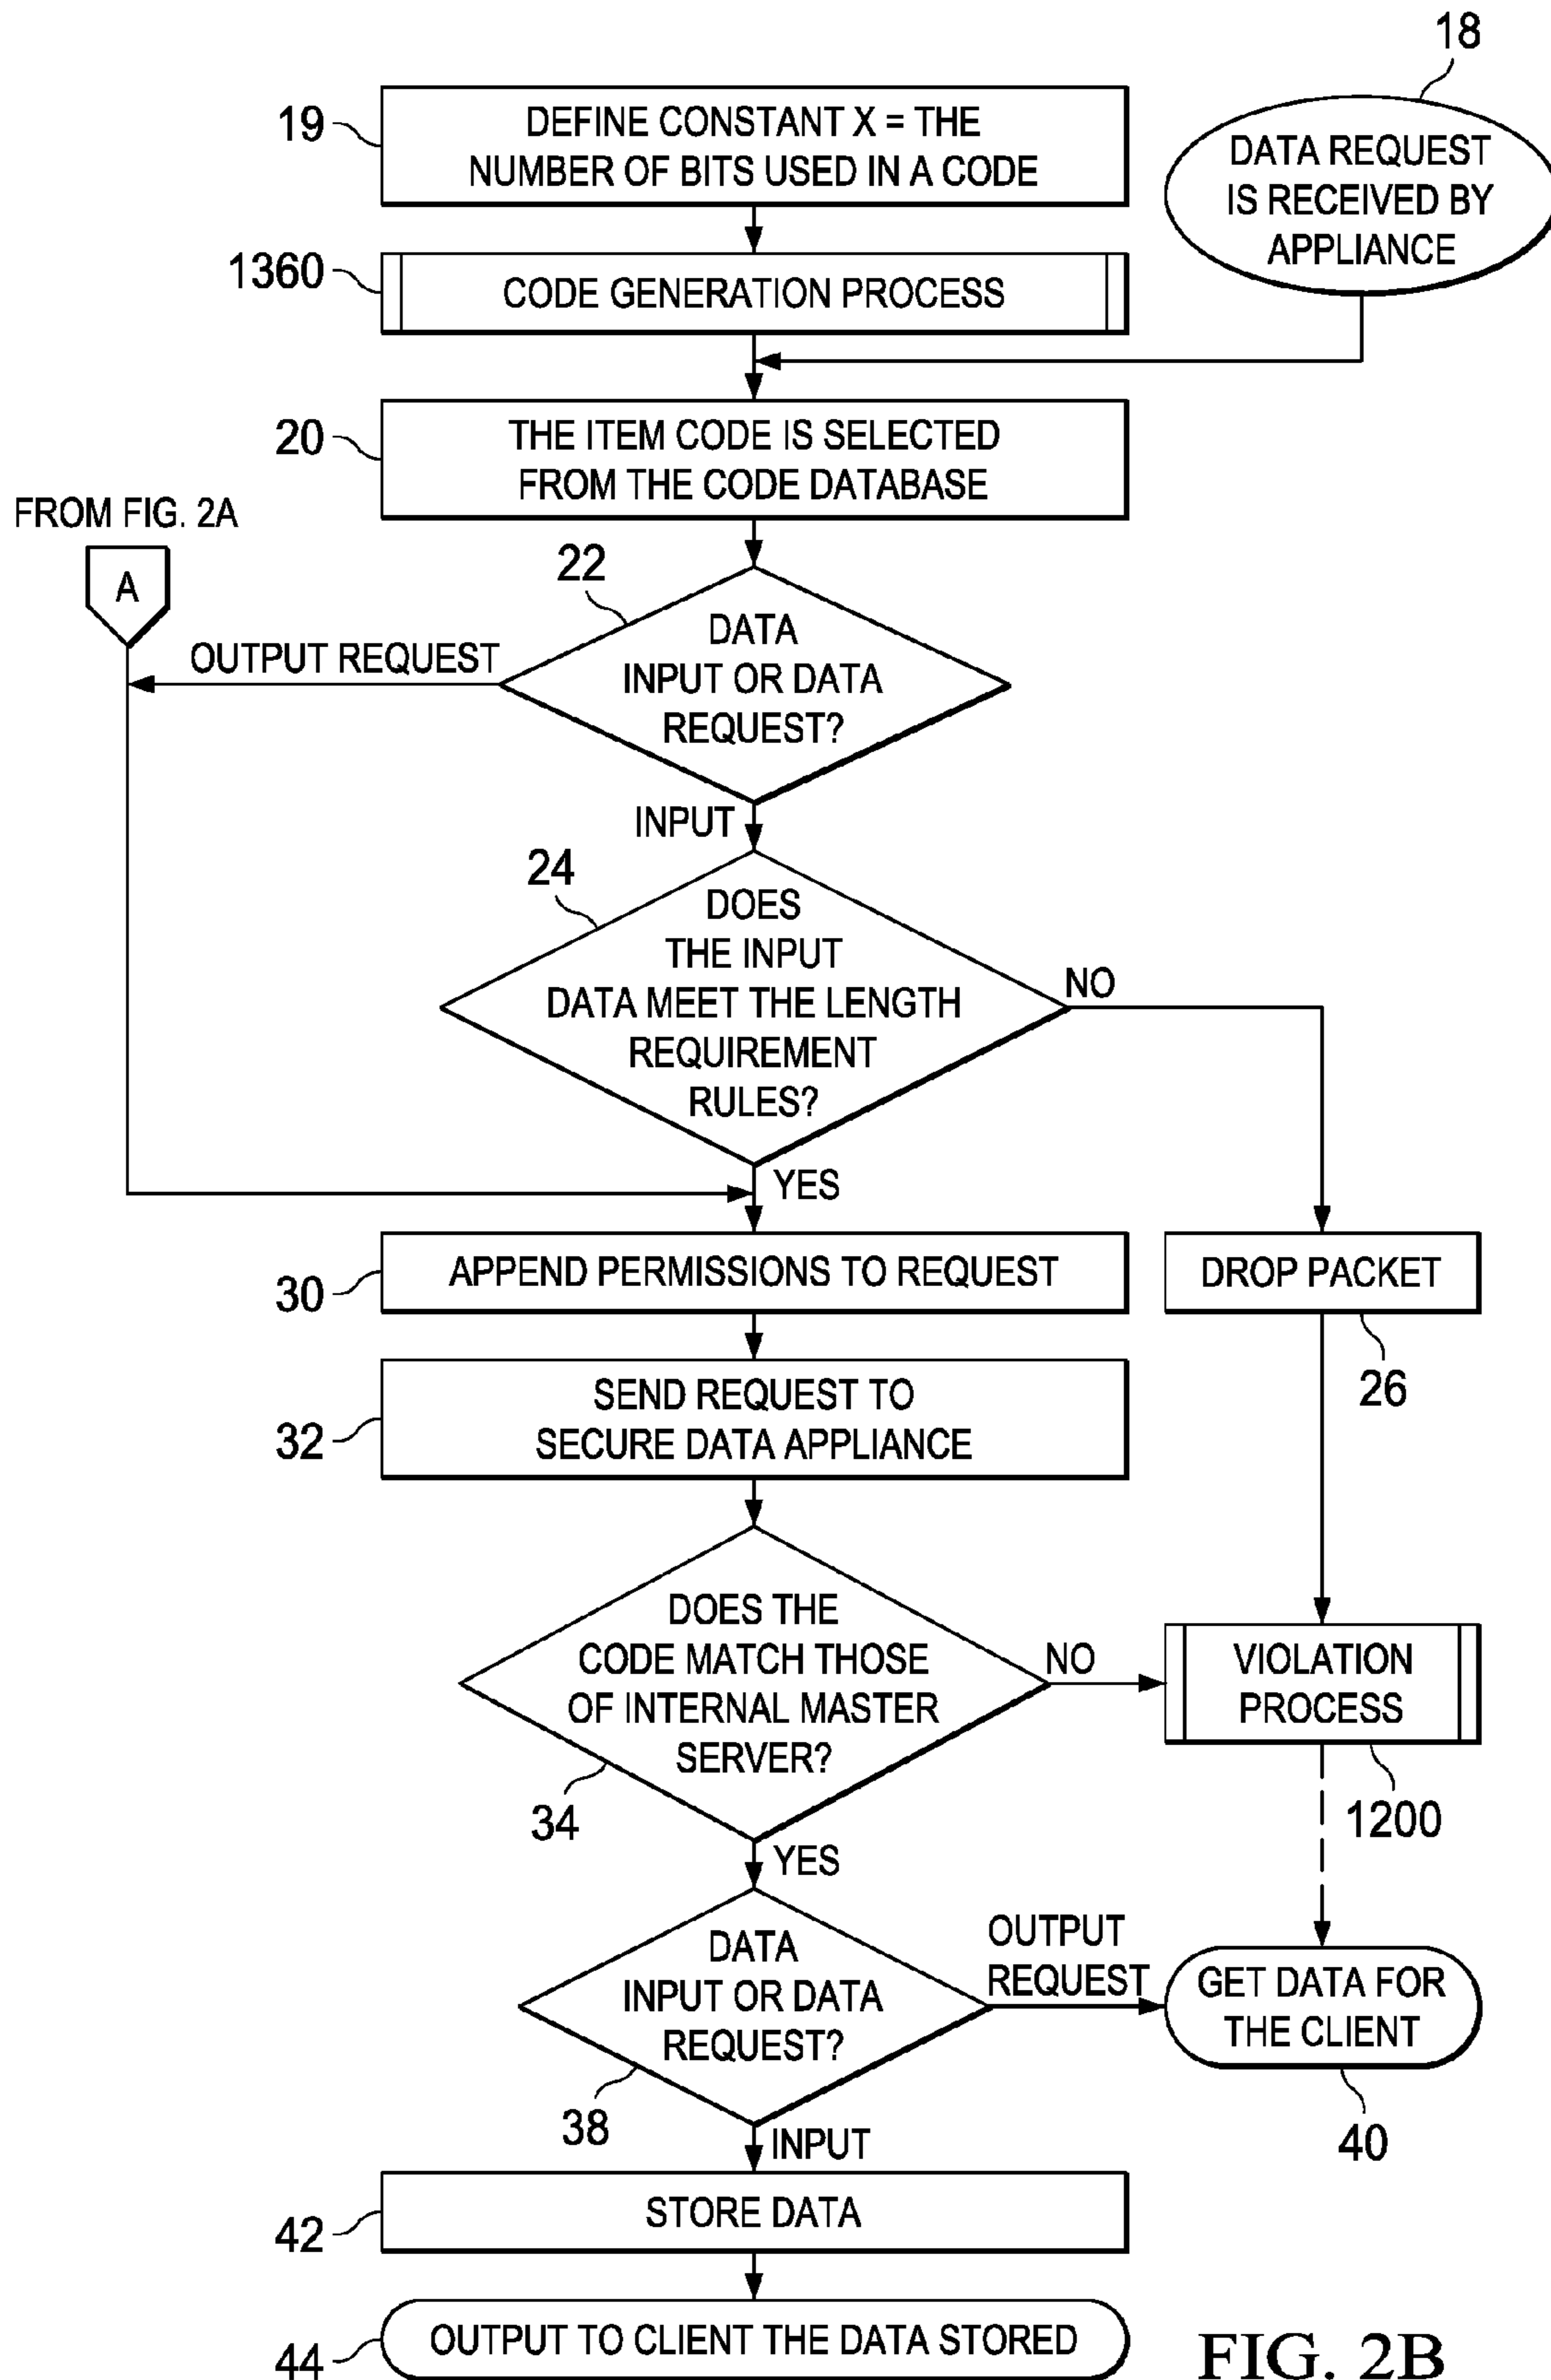 18
19
DEFINE CONSTANT X = THE
NUMBER OF BITS USED IN A CODE
DATA REQUEST
IS RECEIVED BY
APPLIANCE
1360
CODE GENERATION PROCESS
20
THE ITEM CODE IS SELECTED
FROM THE CODE DATABASE
FROM FIG. 2A
A
22
DATA
INPUT OR DATA
REQUEST?
OUTPUT REQUEST
INPUT
24
DOES
THE INPUT
DATA MEET THE LENGTH
REQUIREMENT
RULES?
NO
YES
30
APPEND PERMISSIONS TO REQUEST
DROP PACKET
26
32
SEND REQUEST TO
SECURE DATA APPLIANCE
DOES THE
CODE MATCH THOSE
OF INTERNAL MASTER
SERVER?
NO
VIOLATION
PROCESS
34
1200
YES
DATA
INPUT OR DATA
REQUEST?
OUTPUT
REQUEST
GET DATA FOR
THE CLIENT
38
40
INPUT
42
STORE DATA
44
OUTPUT TO CLIENT THE DATA STORED
FIG. 2B